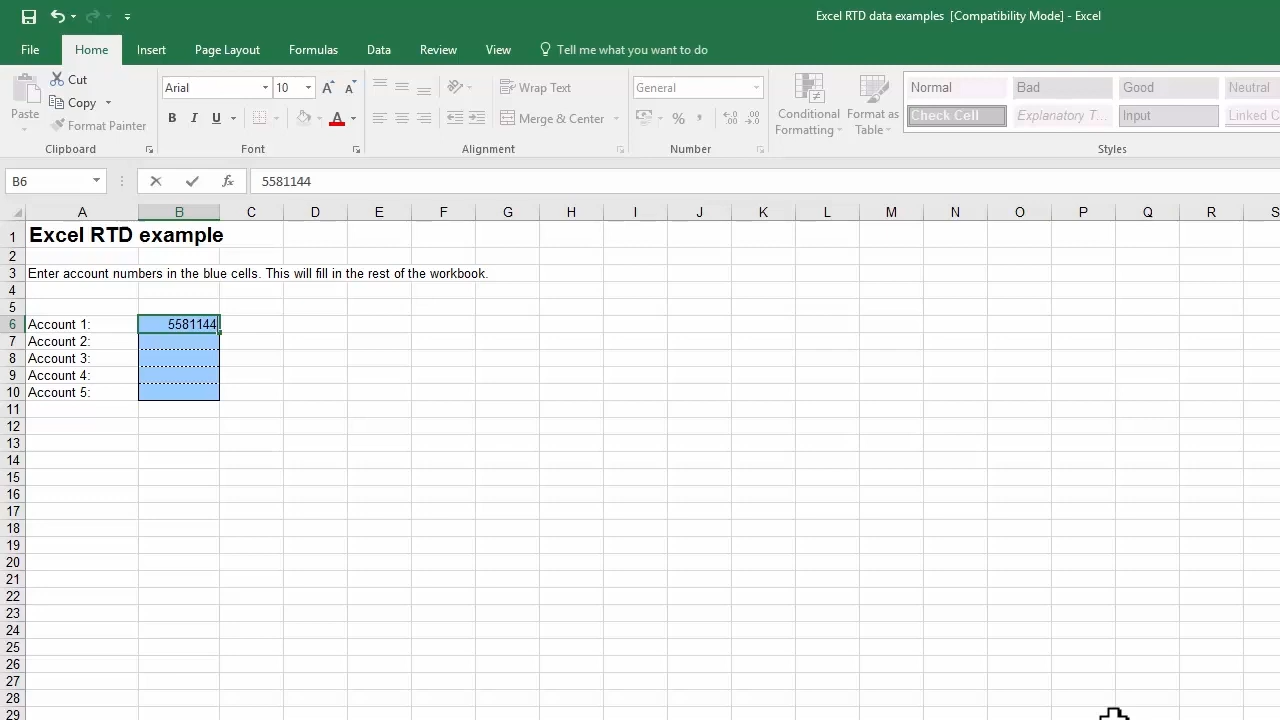 Excel RTD data examples [Compatibility Mode] - Excel
File Home Insert Page Layout Formulas Data Review View Tell me what you want to do
Paste Cut Copy Format Painter
Arial 10
B I U A
Wrap Text
Merge & Center
General
%
Conditional Formatting
Format as Table
Normal Bad Good Neutral
Check Cell Explanatory T... Input Linked C
Clipboard Font Alignment Number Styles
B6 fx 5581144
A B C D E F G H I J K L M N O P Q R S
1 Excel RTD example
2
3 Enter account numbers in the blue cells. This will fill in the rest of the workbook.
4
5
6 Account 1: 5581144
7 Account 2:
8 Account 3:
9 Account 4:
10 Account 5:
11
12
13
14
15
16
17
18
19
20
21
22
23
24
25
26
27
28
29